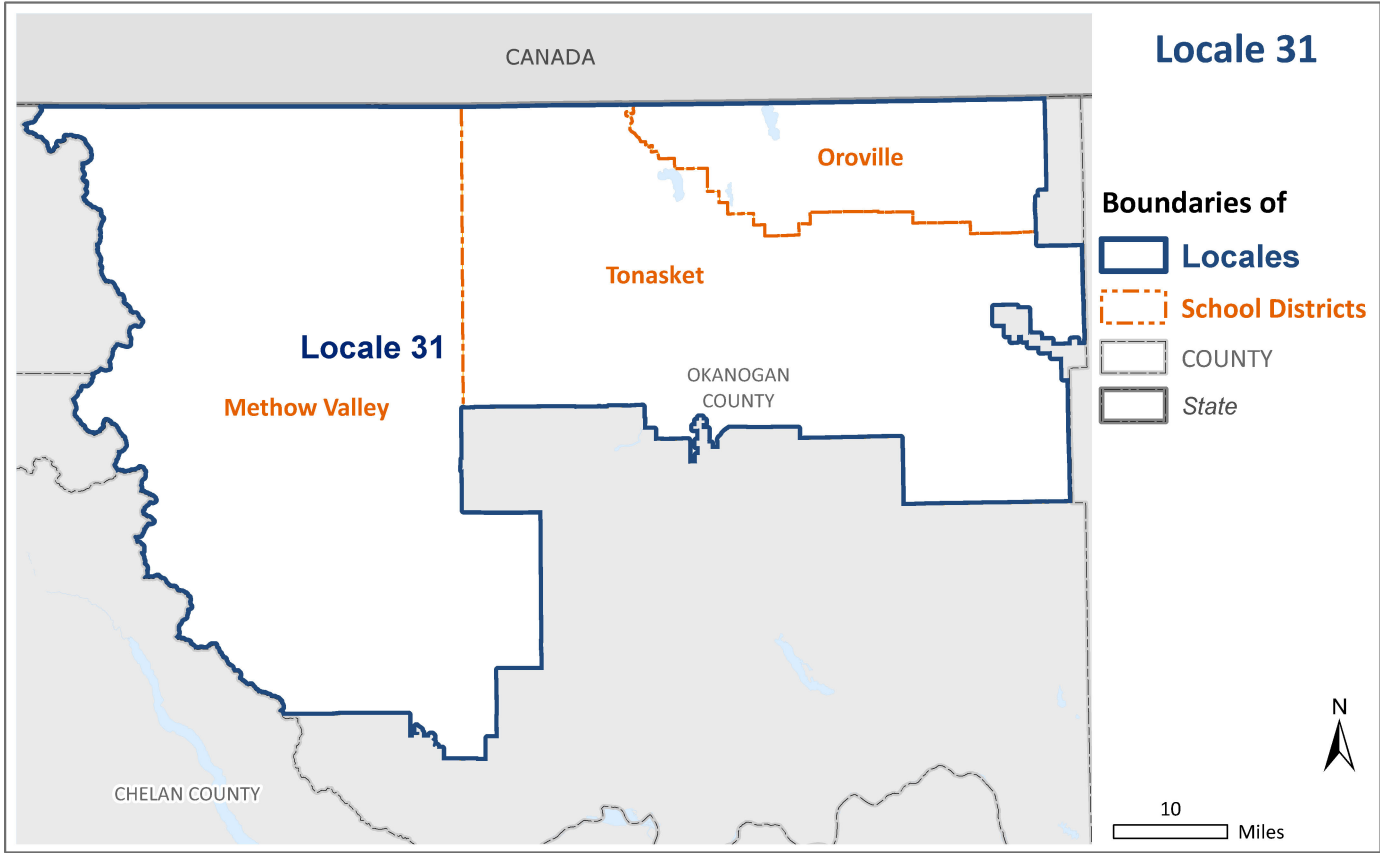 CANADA
Locale 31
Oroville
Boundaries of
Locales
Tonasket
School Districts
Locale 31
COUNTY
OKANOGAN
COUNTY
Methow Valley
State
N
CHELAN COUNTY
10
Miles